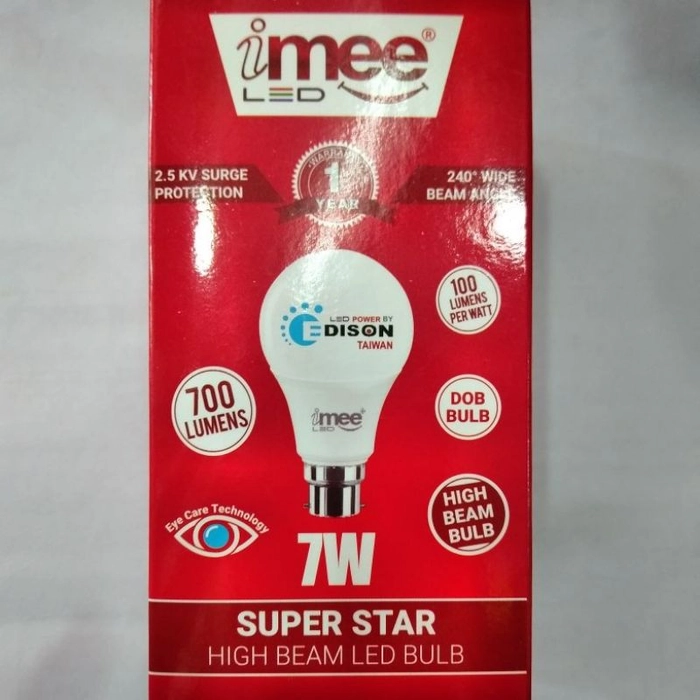 imee®
LED
2.5 KV SURGE
PROTECTION
WARRANTY
1
YEAR
240° WIDE
BEAM ANGLE
100
LUMENS
PER WATT
LED POWER BY
EDISON
TAIWAN
700
LUMENS
DOB
BULB
imee
LED
Eye Care Technology
HIGH
BEAM
BULB
7W
SUPER STAR
HIGH BEAM LED BULB